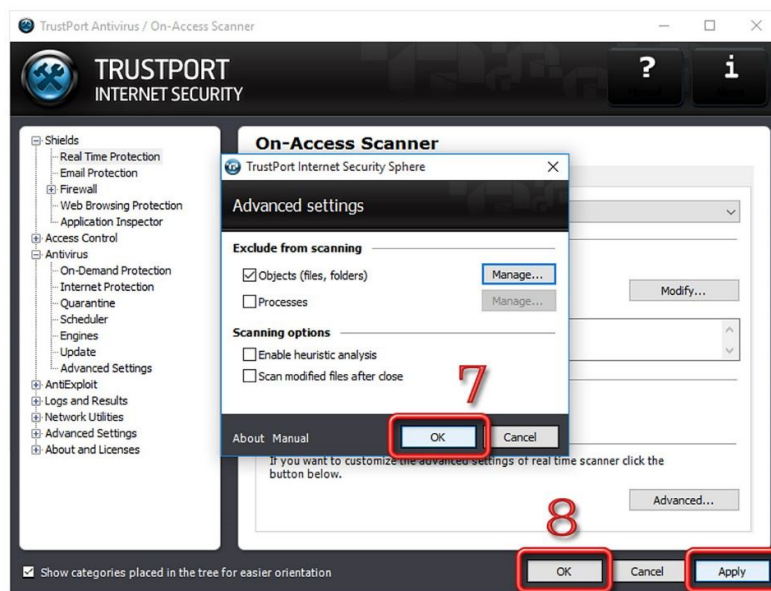 TrustPort Antivirus / On-Access Scanner
TRUSTPORT
INTERNET SECURITY
?
i
Shields
Real Time Protection
Email Protection
Firewall
Web Browsing Protection
Application Inspector
Access Control
Antivirus
On-Demand Protection
Internet Protection
Quarantine
Scheduler
Engines
Update
Advanced Settings
AntiExploit
Logs and Results
Network Utilities
Advanced Settings
About and Licenses
On-Access Scanner
TrustPort Internet Security Sphere
Advanced settings
Exclude from scanning
Objects (files, folders)
Manage...
Processes
Manage...
Scanning options
Enable heuristic analysis
Scan modified files after close
7
About Manual
OK
Cancel
Modify...
If you want to customize the advanced settings of real time scanner click the
button below.
Advanced...
8
Show categories placed in the tree for easier orientation
OK
Cancel
Apply